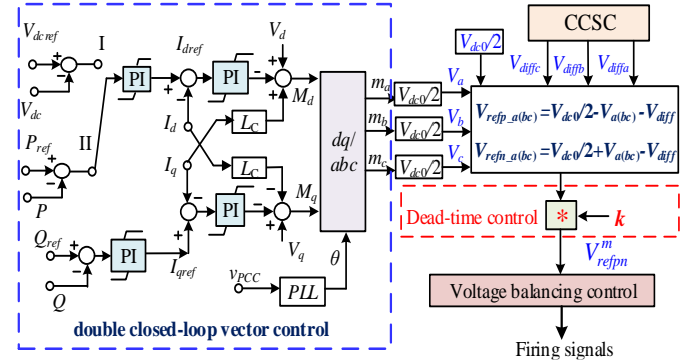 V_dcref
I
V_dc
P_ref
II
P
Q_ref
Q
PI
I_dref
PI
V_d
M_d
I_d
I_q
L_C
L_C
M_q
PI
PI
I_qref
V_q
v_PCC
PLL
θ
dq/
abc
double closed-loop vector control
m_a
m_b
m_c
V_dc0/2
V_dc0/2
V_dc0/2
V_a
V_b
V_c
V_dc0/2
CCSC
V_diffc
V_diffb
V_diffa
V_refp_a(bc)=V_dc0/2-V_a(bc)-V_diff
V_refn_a(bc)=V_dc0/2+V_a(bc)-V_diff
Dead-time control
*
k
V^m_refpn
Voltage balancing control
Firing signals